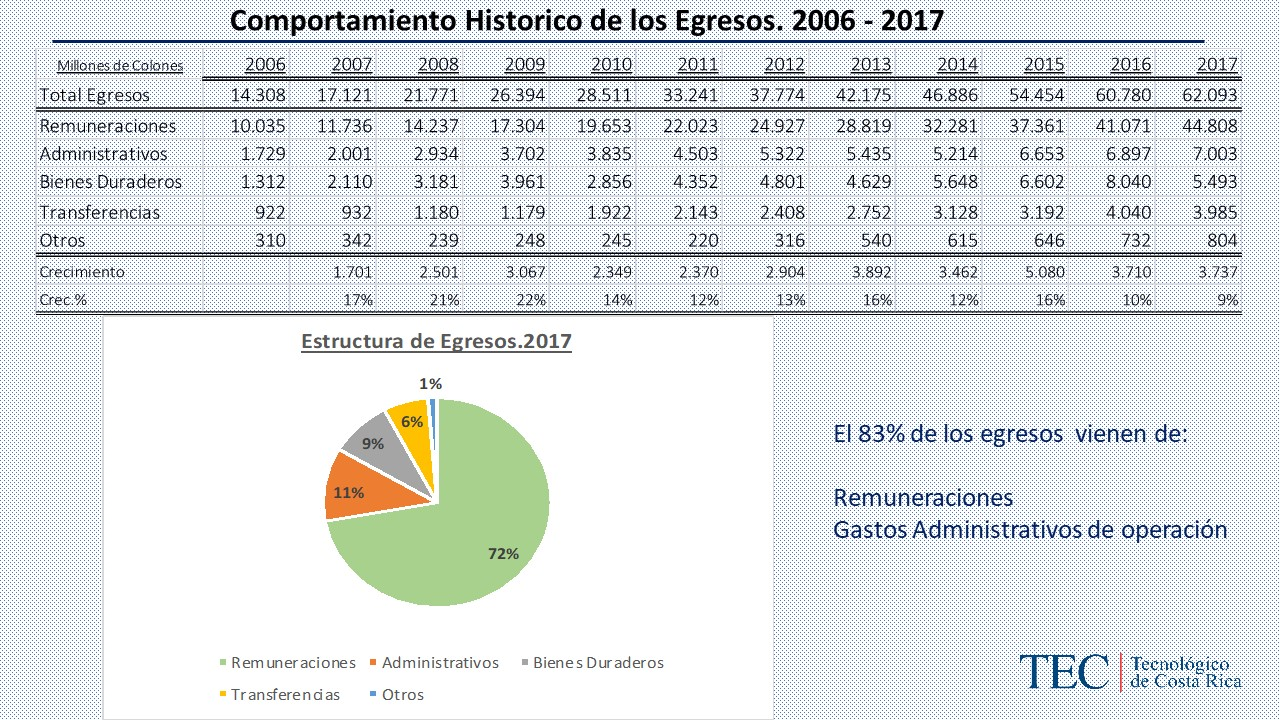 Comportamiento Historico de los Egresos. 2006 - 2017
Millones de Colones 2006 2007 2008 2009 2010 2011 2012 2013 2014 2015 2016 2017
Total Egresos 14.308 17.121 21.771 26.394 28.511 33.241 37.774 42.175 46.886 54.454 60.780 62.093
Remuneraciones 10.035 11.736 14.237 17.304 19.653 22.023 24.927 28.819 32.281 37.361 41.071 44.808
Administrativos 1.729 2.001 2.934 3.702 3.835 4.503 5.322 5.435 5.214 6.653 6.897 7.003
Bienes Duraderos 1.312 2.110 3.181 3.961 2.856 4.352 4.801 4.629 5.648 6.602 8.040 5.493
Transferencias 922 932 1.180 1.179 1.922 2.143 2.408 2.752 3.128 3.192 4.040 3.985
Otros 310 342 239 248 245 220 316 540 615 646 732 804
Crecimiento 1.701 2.501 3.067 2.349 2.370 2.904 3.892 3.462 5.080 3.710 3.737
Crec.% 17% 21% 22% 14% 12% 13% 16% 12% 16% 10% 9%
Estructura de Egresos.2017
1%
6%
9%
11%
72%
Remuneraciones Administrativos Bienes Duraderos
Transferencias Otros
El 83% de los egresos vienen de:
Remuneraciones
Gastos Administrativos de operación
TEC Tecnológico
de Costa Rica